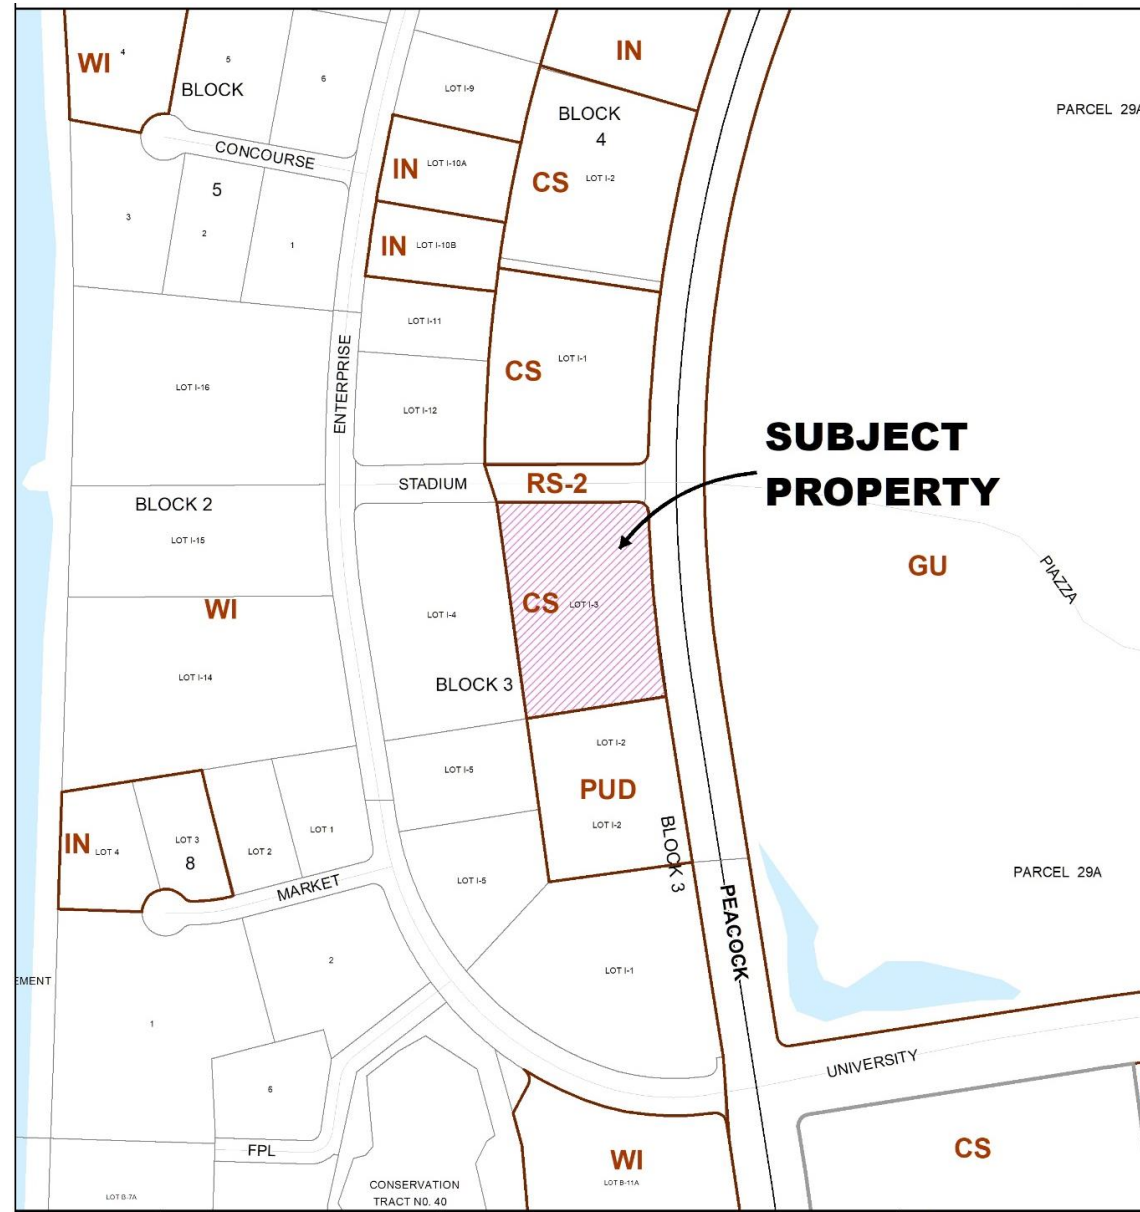 IN
WI
4
5
6
BLOCK
LOT I-9
BLOCK
4
PARCEL 29A
CONCOURSE
5
IN
LOT I-10A
CS
LOT I-2
3
2
1
IN
LOT I-10B
LOT I-11
ENTERPRISE
LOT I-16
LOT I-12
CS
LOT I-1
SUBJECT
PROPERTY
STADIUM
RS-2
BLOCK 2
LOT I-15
GU
PIAZZA
WI
CS
LOT I-3
LOT I-4
LOT I-14
BLOCK 3
LOT I-2
LOT I-5
PUD
LOT I-2
BLOCK 3
IN
LOT 4
LOT 3
8
LOT 2
LOT 1
MARKET
LOT I-5
PARCEL 29A
PEACOCK
2
LOT I-1
EMENT
1
UNIVERSITY
6
FPL
WI
LOT B-11A
CS
LOT B-7A
CONSERVATION
TRACT NO. 40